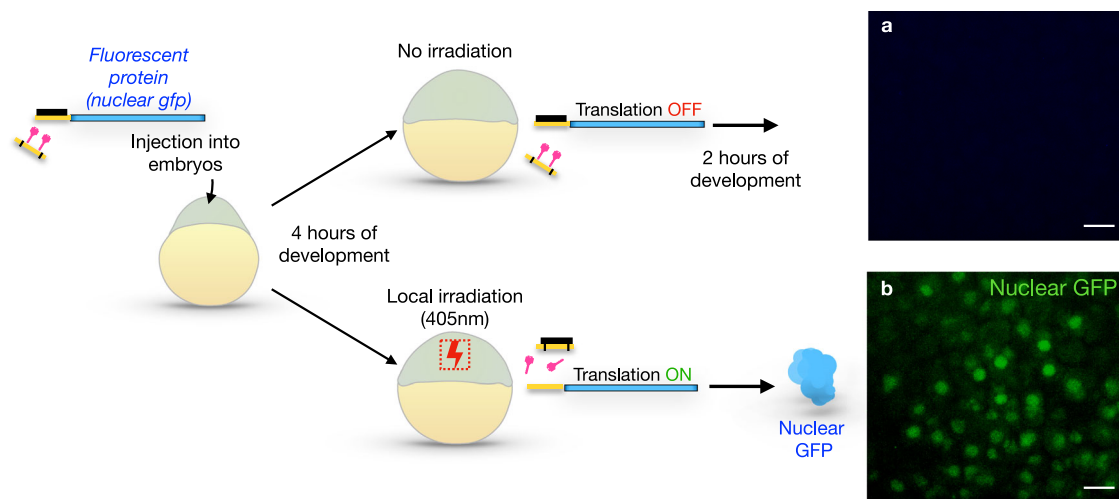 Fluorescent
protein
(nuclear gfp)
Injection into
embryos
4 hours of
development
No irradiation
Translation OFF
2 hours of
development
Local irradiation
(405nm)
Translation ON
Nuclear
GFP
a
b
Nuclear GFP